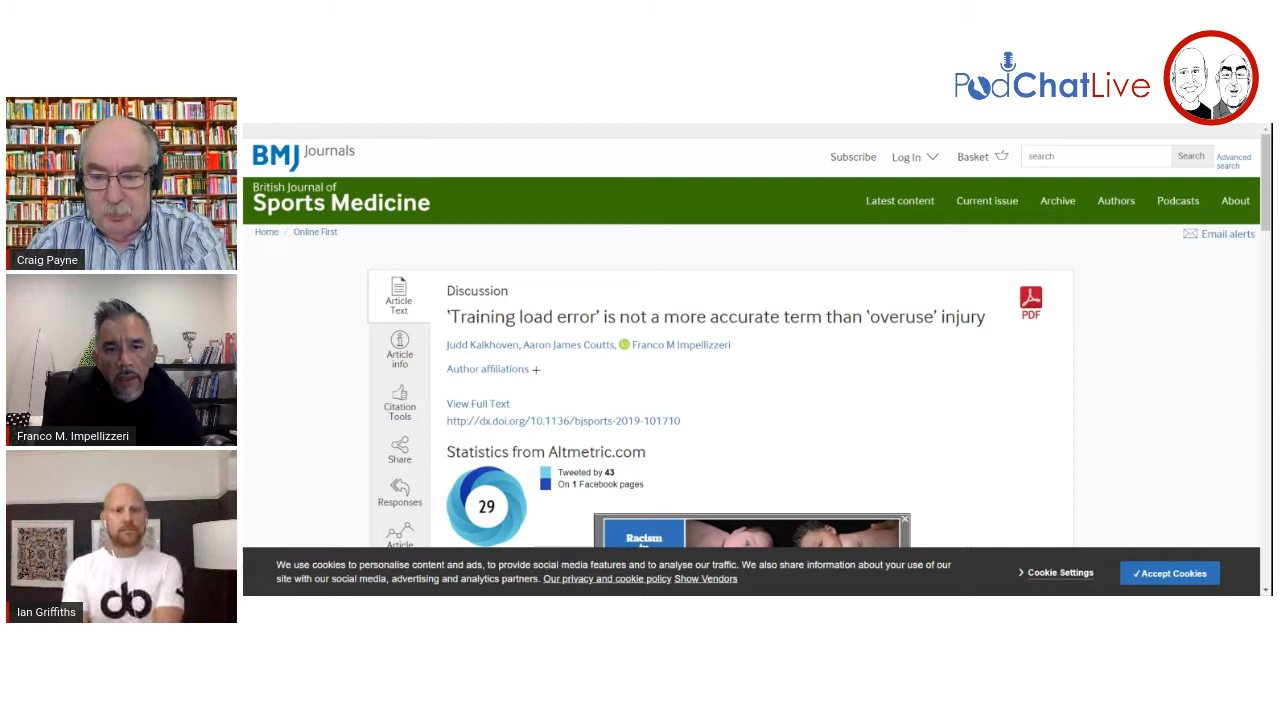 PodChatLive
Craig Payne
Franco M. Impellizzeri
Ian Griffiths
BMJ Journals
Subscribe Log In Basket search Search Advanced search
British Journal of
Sports Medicine
Latest content Current issue Archive Authors Podcasts About
Home / Online First
Email alerts
Article
Text
Article
info
Citation
Tools
Share
Responses
Article
Discussion
‘Training load error’ is not a more accurate term than ‘overuse’ injury
PDF
Judd Kalkhoven, Aaron James Coutts, Franco M Impellizzeri
Author affiliations +
View Full Text
http://dx.doi.org/10.1136/bjsports-2019-101710
Statistics from Altmetric.com
29
Tweeted by 43
On 1 Facebook pages
Racism
We use cookies to personalise content and ads, to provide social media features and to analyse our traffic. We also share information about your use of our
site with our social media, advertising and analytics partners. Our privacy and cookie policy Show Vendors
Cookie Settings
✓Accept Cookies